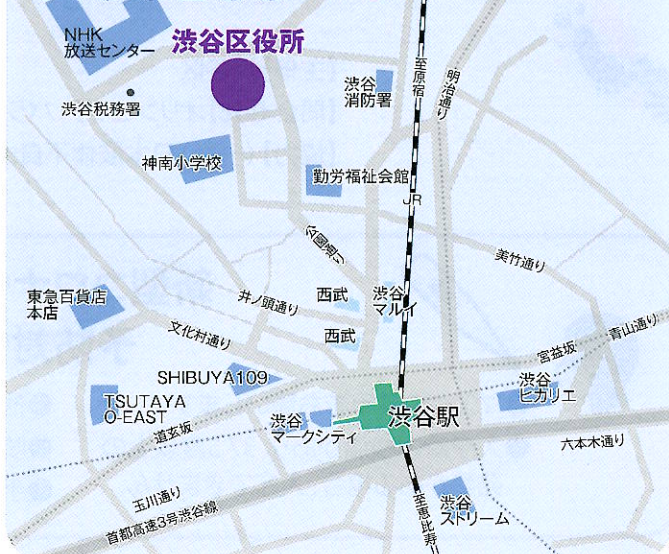 NHK
放送センター
渋谷区役所
渋谷税務署
渋谷
消防署
至原宿
明治通り
神南小学校
勤労福祉会館
JR
公園通り
美竹通り
東急百貨店
本店
井ノ頭通り
西武
渋谷
マルイ
文化村通り
西武
青山通り
宮益坂
SHIBUYA109
渋谷
ヒカリエ
TSUTAYA
O-EAST
道玄坂
渋谷
マークシティ
渋谷駅
六本木通り
玉川通り
首都高速3号渋谷線
至恵比寿
渋谷
ストリーム